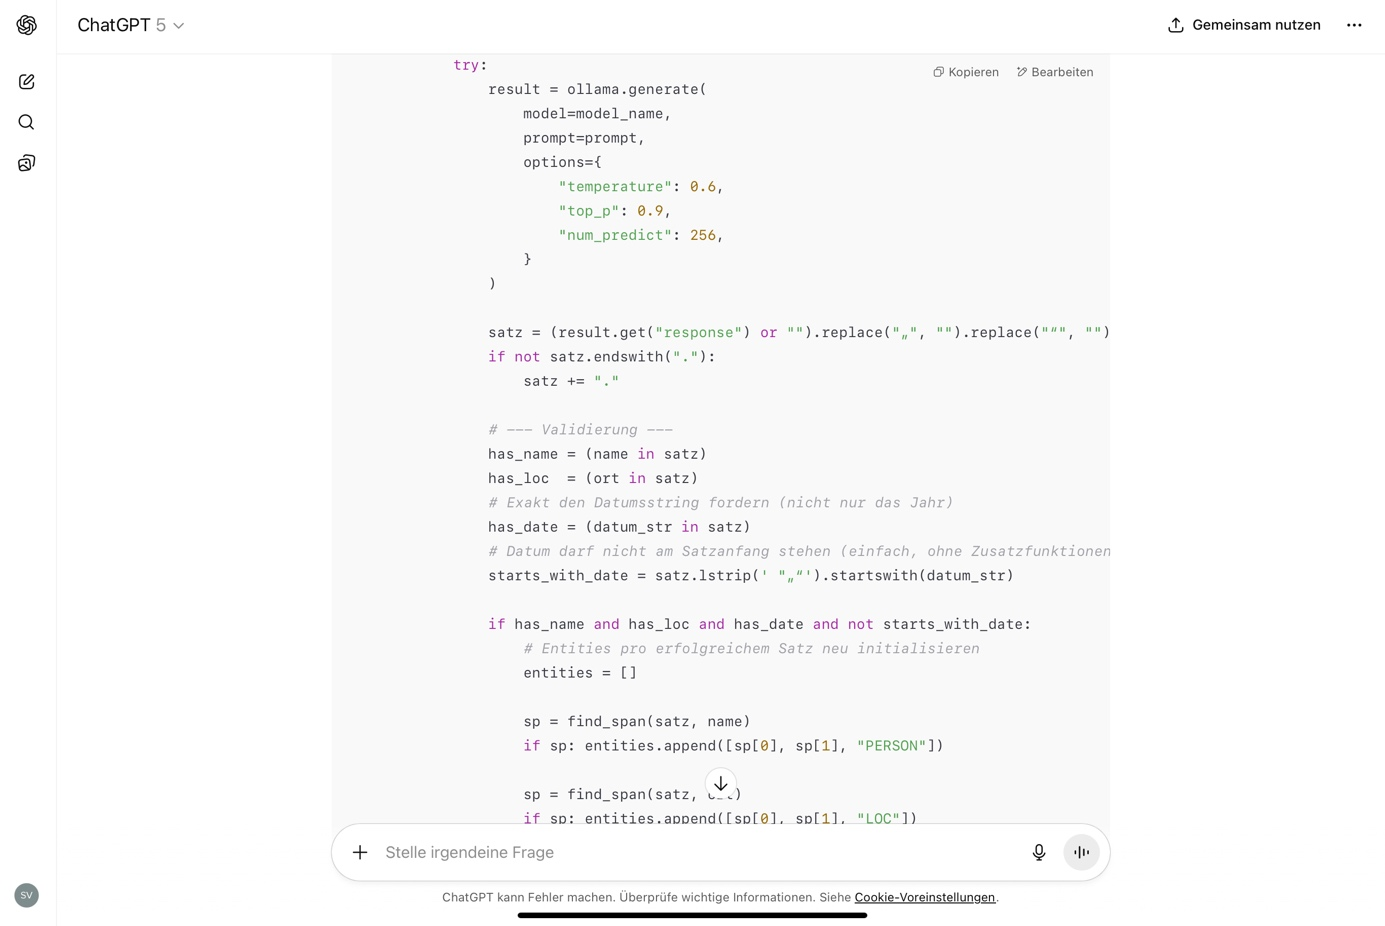 ChatGPT 5
Gemeinsam nutzen
try:
Kopieren
Bearbeiten
result = ollama.generate(
model=model_name,
prompt=prompt,
options={
"temperature": 0.6,
"top_p": 0.9,
"num_predict": 256,
}
)
satz = (result.get("response") or "").replace("„", "").replace("“", "")
if not satz.endswith("."):
satz += "."
# --- Validierung ---
has_name = (name in satz)
has_loc  = (ort in satz)
# Exakt den Datumsstring fordern (nicht nur das Jahr)
has_date = (datum_str in satz)
# Datum darf nicht am Satzanfang stehen (einfach, ohne Zusatzfunktionen
starts_with_date = satz.lstrip(' "„“').startswith(datum_str)
if has_name and has_loc and has_date and not starts_with_date:
# Entities pro erfolgreichem Satz neu initialisieren
entities = []
sp = find_span(satz, name)
if sp: entities.append([sp[0], sp[1], "PERSON"])
sp = find_span(satz, )
if sp: entities.append([sp[0], sp[1], "LOC"])
Stelle irgendeine Frage
SV
ChatGPT kann Fehler machen. Überprüfe wichtige Informationen. Siehe Cookie-Voreinstellungen.